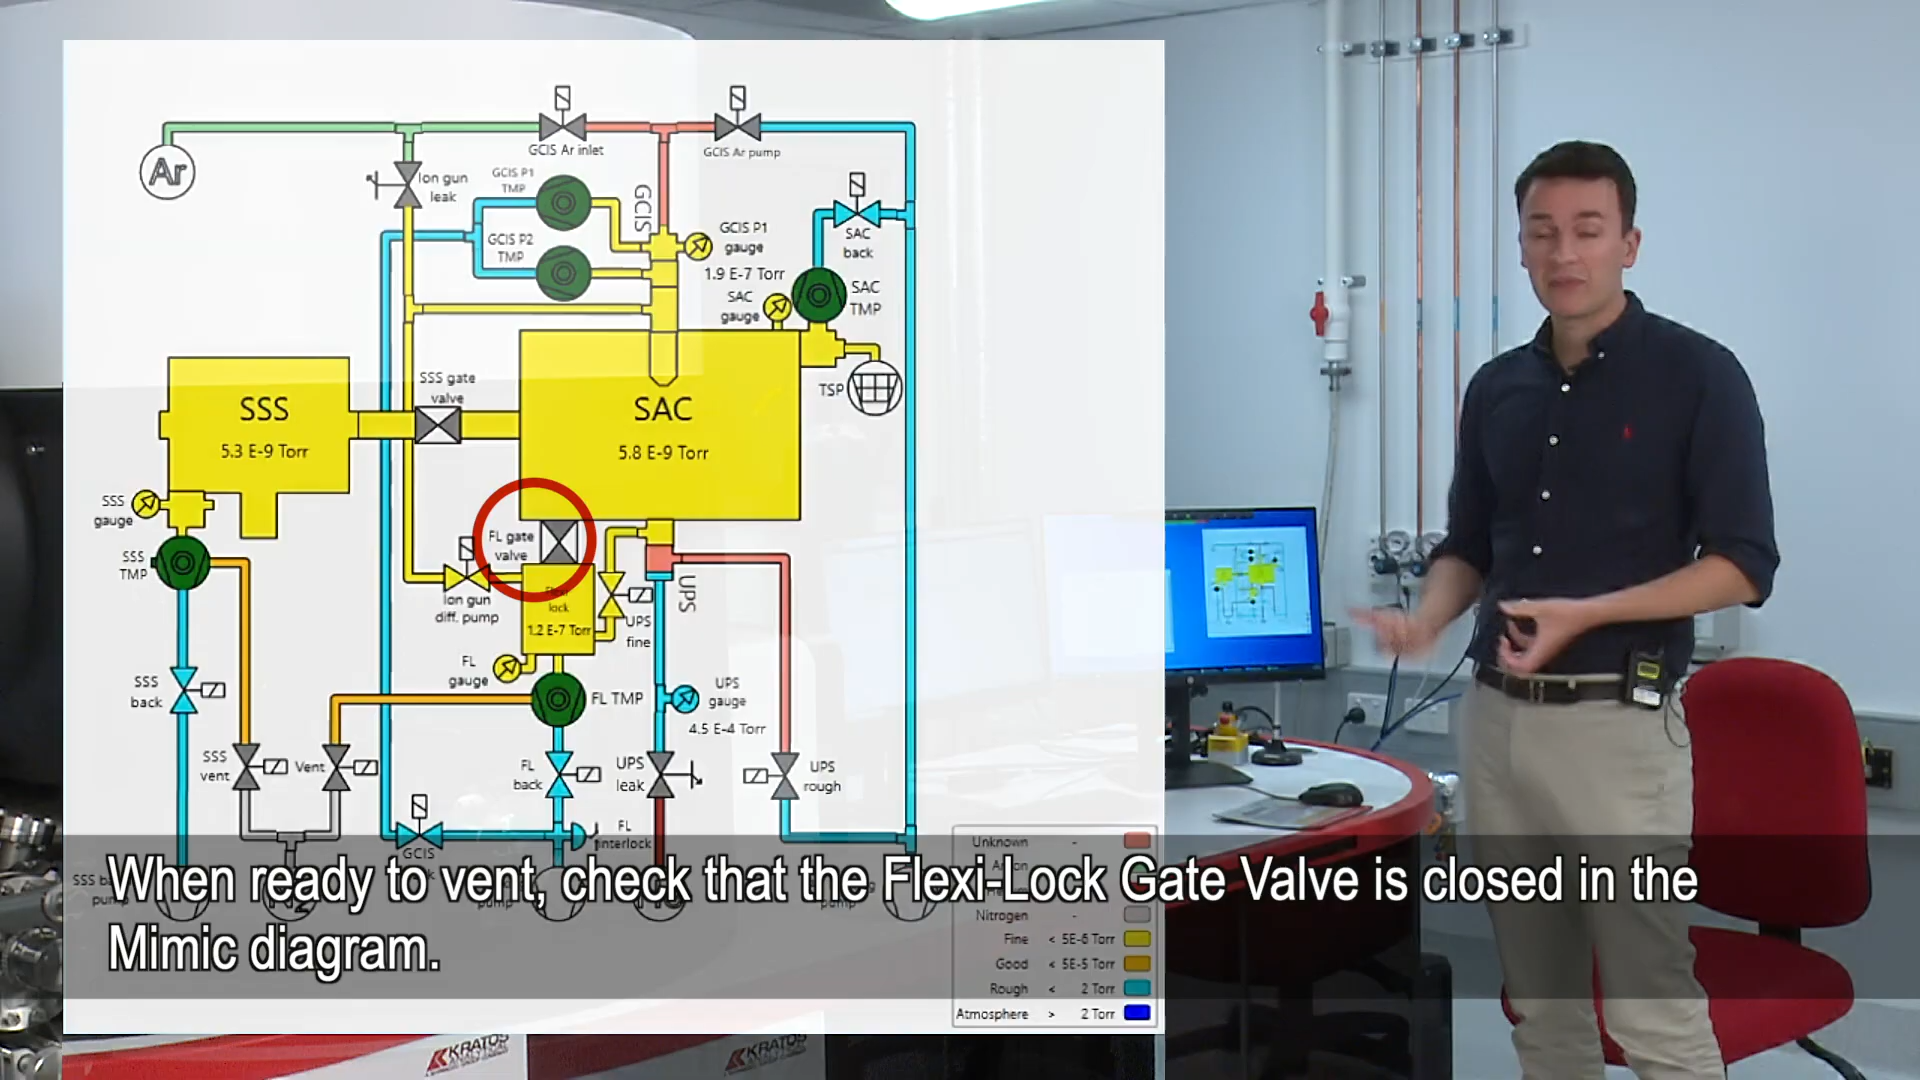 Ar
GCIS Ar inlet
GCIS Ar pump
Ion gun
leak
GCIS P1
TMP
GCIS
GCIS P2
TMP
GCIS P1
gauge
1.9 E-7 Torr
SAC
back
SAC
gauge
SAC
TMP
TSP
SSS gate
valve
SSS
5.3 E-9 Torr
SAC
5.8 E-9 Torr
SSS
gauge
FL gate
valve
SSS
TMP
Ion gun
diff. pump
lock
1.2 E-7 Torr
UPS
UPS
fine
FL
gauge
FL TMP
UPS
gauge
4.5 E-4 Torr
SSS
back
SSS
vent
Vent
FL
back
UPS
leak
UPS
rough
GCIS
FL
interlock
Unknown -
When ready to vent, check that the Flexi-Lock Gate Valve is closed in the
Mimic diagram.
Nitrogen -
Fine < 5E-6 Torr
Good < 5E-5 Torr
Rough < 2 Torr
Atmosphere > 2 Torr
KRATOS
KRATOS